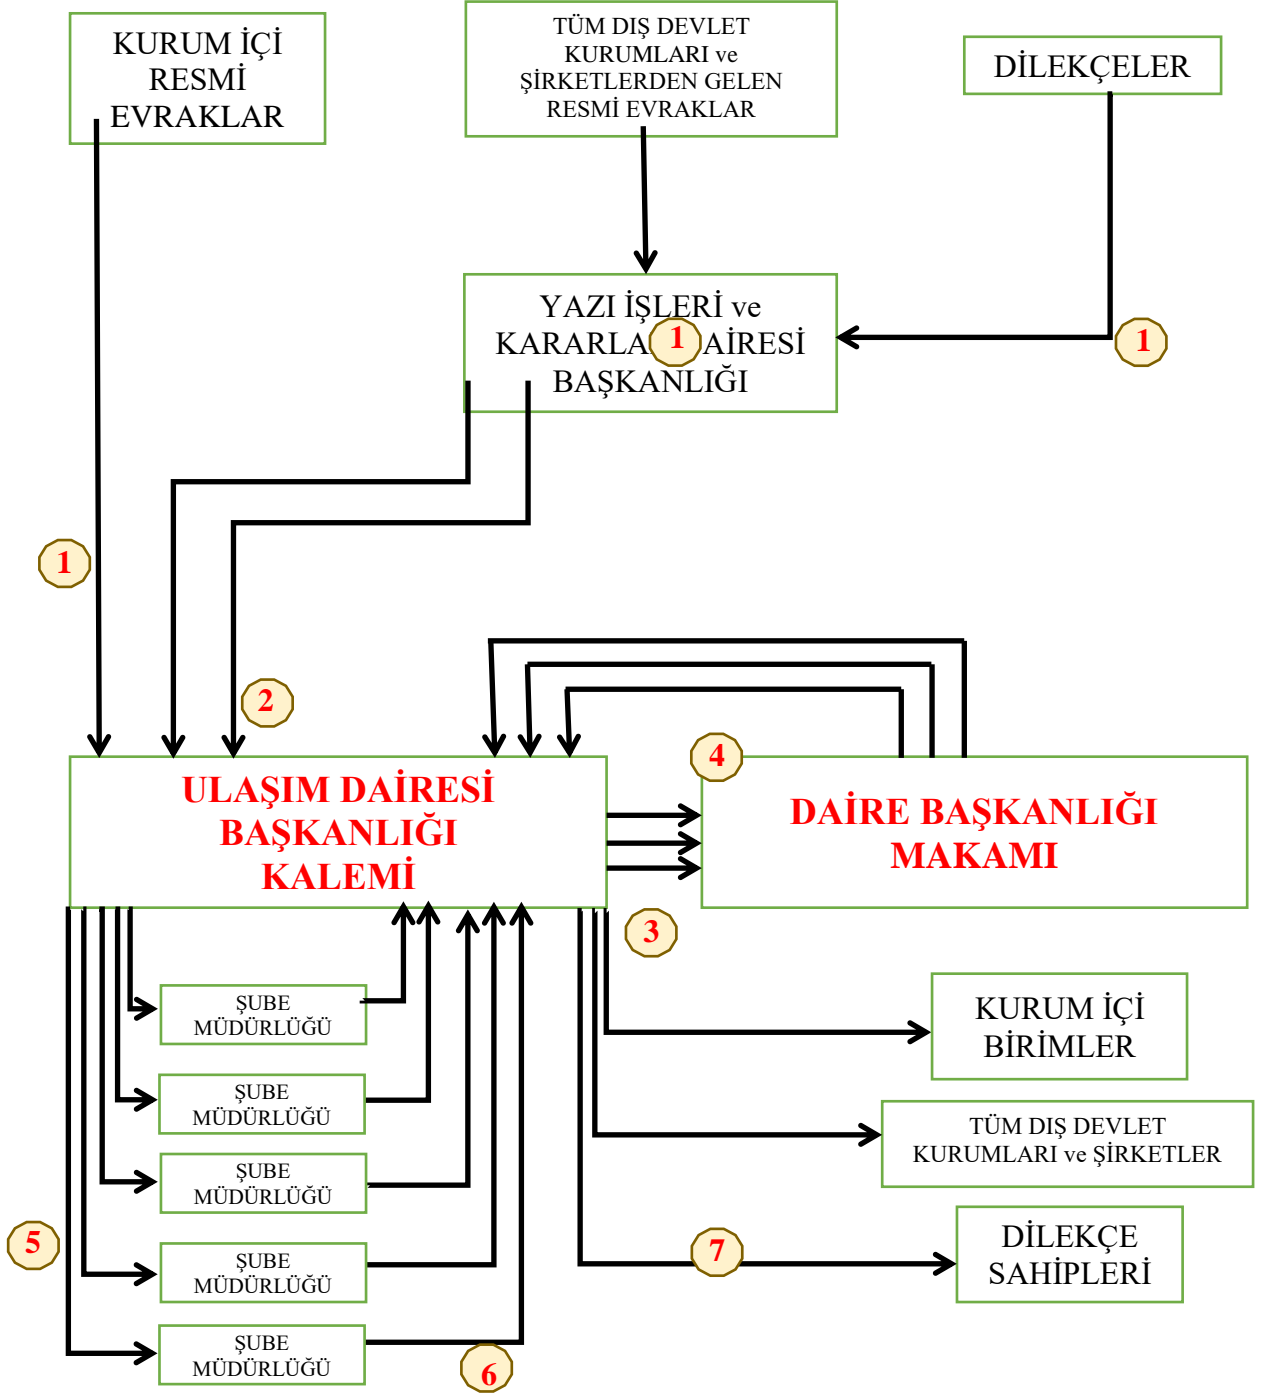 KURUM İÇİ
RESMİ
EVRAKLAR
TÜM DIŞ DEVLET
KURUMLARI ve
ŞİRKETLERDEN GELEN
RESMİ EVRAKLAR
DİLEKÇELER
YAZI İŞLERİ ve
KARARLA 1 AİRESİ
BAŞKANLIĞI
1
1
2
ULAŞIM DAİRESİ
BAŞKANLIĞI
KALEMİ
4
DAİRE BAŞKANLIĞI
MAKAMI
3
ŞUBE
MÜDÜRLÜĞÜ
ŞUBE
MÜDÜRLÜĞÜ
ŞUBE
MÜDÜRLÜĞÜ
ŞUBE
MÜDÜRLÜĞÜ
ŞUBE
MÜDÜRLÜĞÜ
5
6
KURUM İÇİ
BİRİMLER
TÜM DIŞ DEVLET
KURUMLARI ve ŞİRKETLER
7
DİLEKÇE
SAHİPLERİ